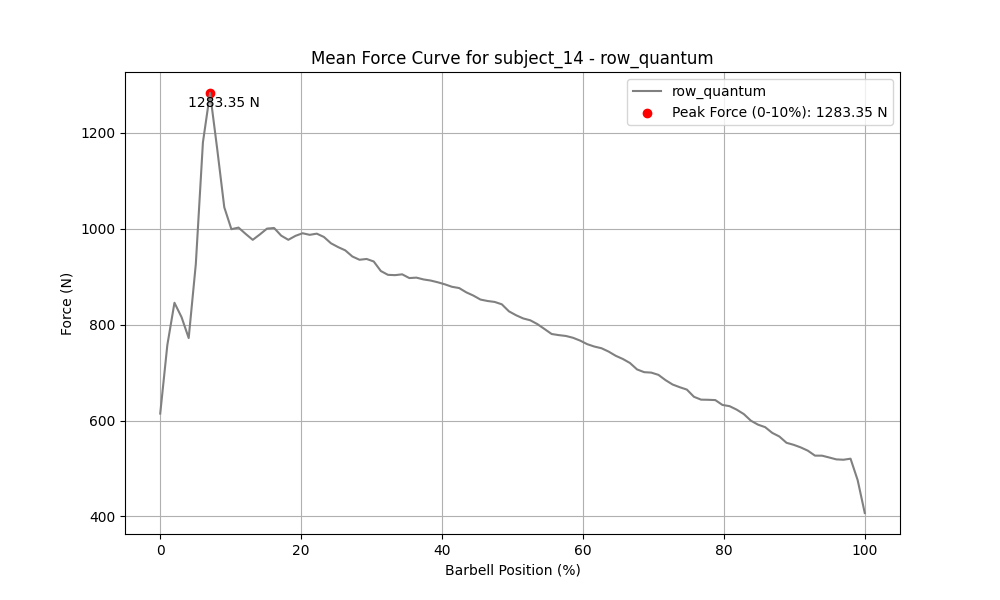 Mean Force Curve for subject_14 - row_quantum
row_quantum
Peak Force (0-10%): 1283.35 N
1283.35 N
Force (N)
1200
1000
800
600
400
0 20 40 60 80 100
Barbell Position (%)